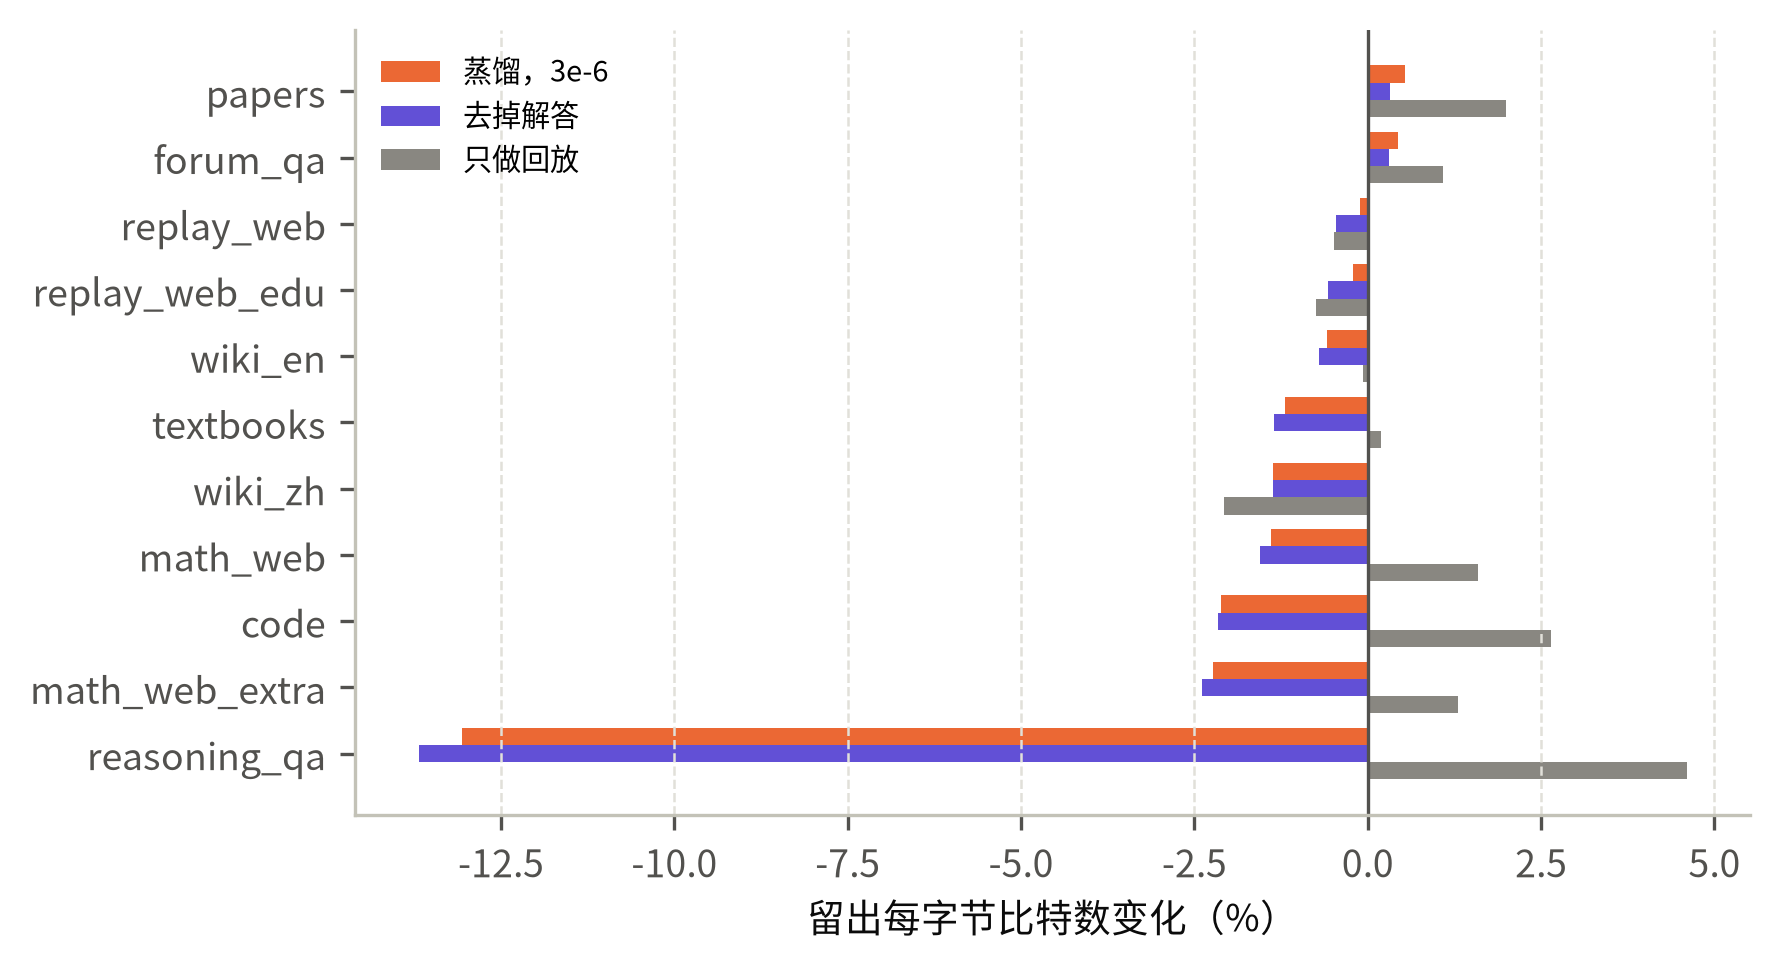 蒸馏，3e-6
去掉解答
只做回放
papers
forum_qa
replay_web
replay_web_edu
wiki_en
textbooks
wiki_zh
math_web
code
math_web_extra
reasoning_qa
-12.5 -10.0 -7.5 -5.0 -2.5 0.0 2.5 5.0
留出每字节比特数变化（%）